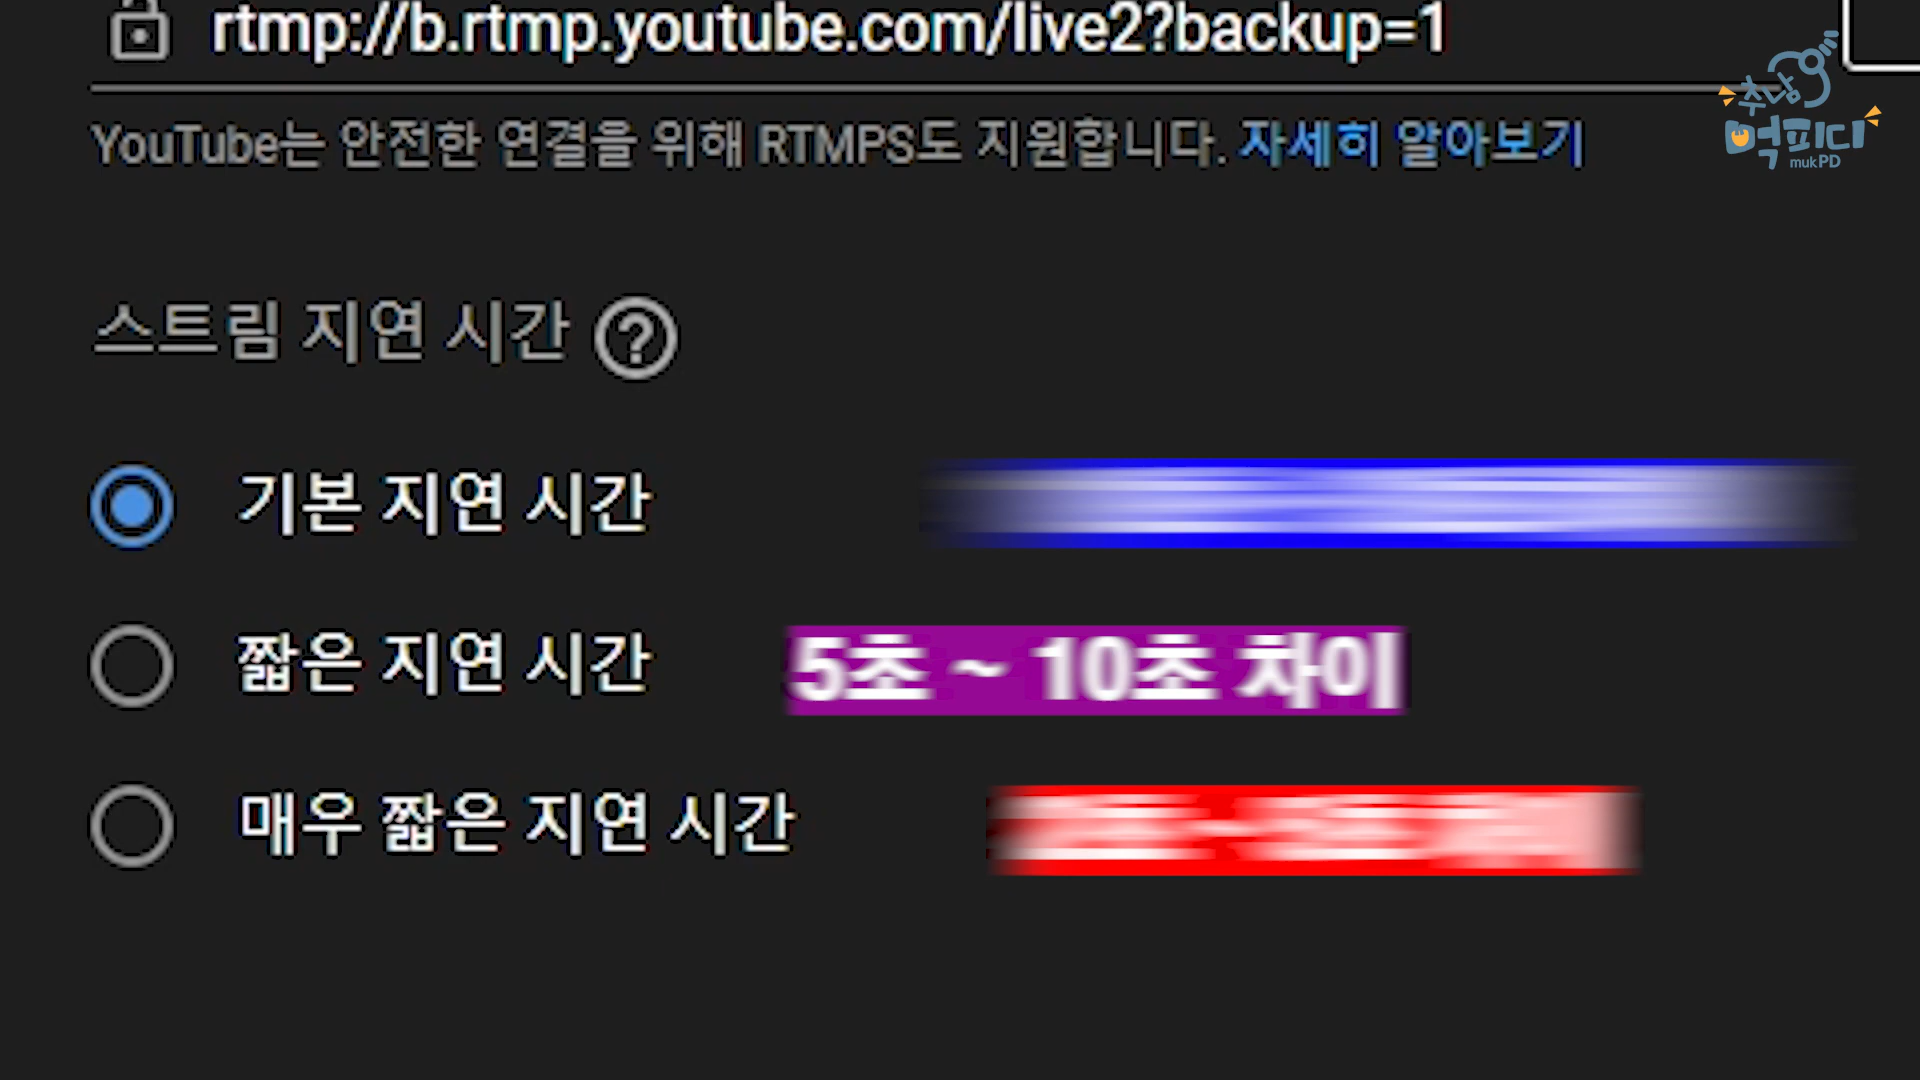 rtmp://b.rtmp.youtube.com/live2?backup=1
YouTube는 안전한 연결을 위해 RTMPS도 지원합니다. 자세히 알아보기
스트림 지연 시간 ?
기본 지연 시간
짧은 지연 시간
5초 ~ 10초 차이
매우 짧은 지연 시간
추냥
먹피디
mukPD